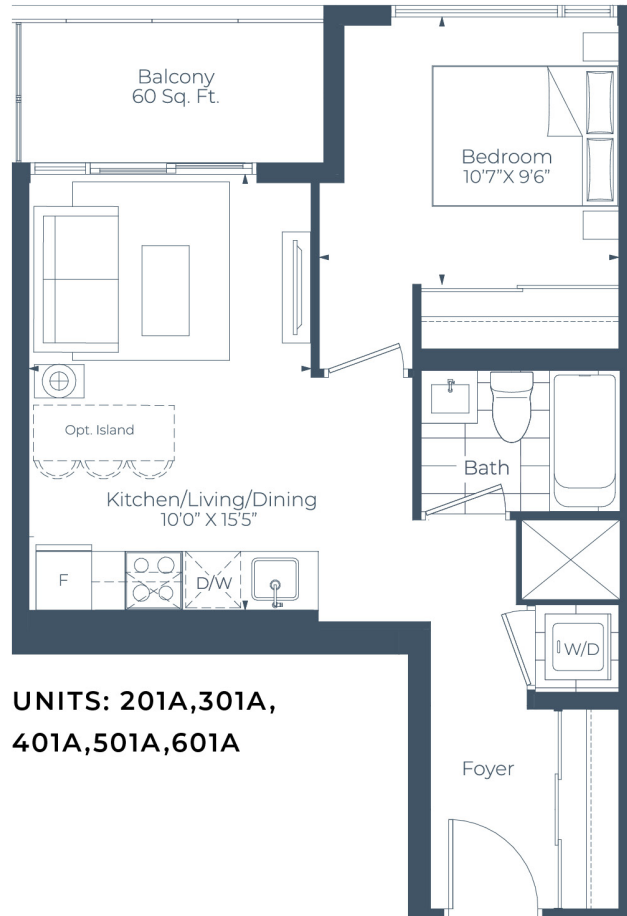 Balcony
60 Sq. Ft.
Bedroom
10'7"X 9'6"
Opt. Island
Bath
Kitchen/Living/Dining
10'0" X 15'5"
F
D/W
W/D
UNITS: 201A,301A,
401A,501A,601A
Foyer